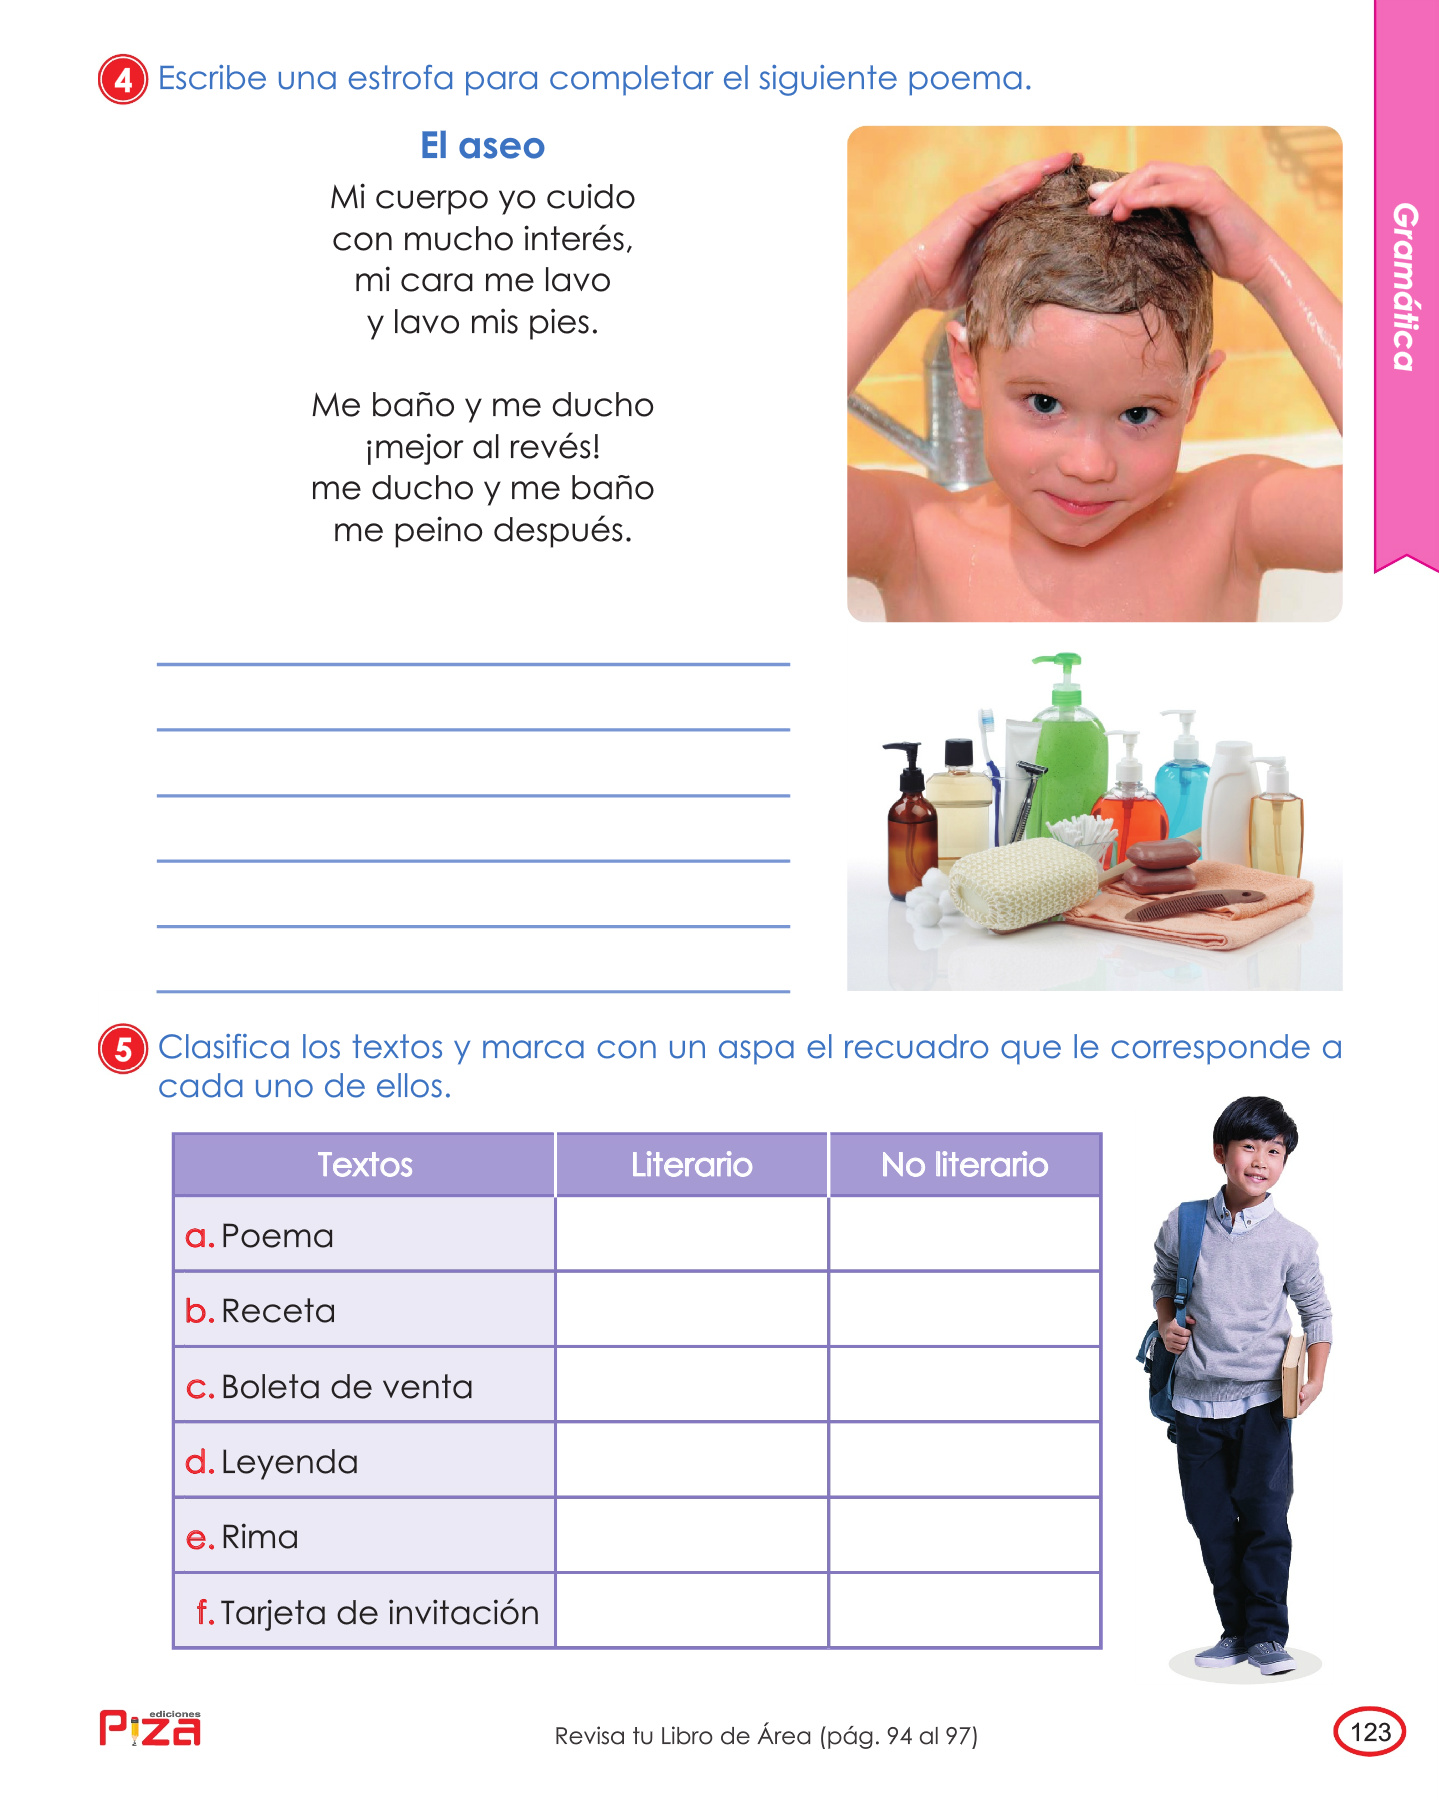 4 Escribe una estrofa para completar el siguiente poema.
El aseo
Mi cuerpo yo cuido
con mucho interés,
mi cara me lavo
y lavo mis pies.
Me baño y me ducho
¡mejor al revés!
me ducho y me baño
me peino después.
Gramática
5 Clasifica los textos y marca con un aspa el recuadro que le corresponde a
cada uno de ellos.
Textos Literario No literario
a. Poema
b. Receta
c. Boleta de venta
d. Leyenda
e. Rima
f. Tarjeta de invitación
ediciones
Piza
Revisa tu Libro de Área (pág. 94 al 97)
123